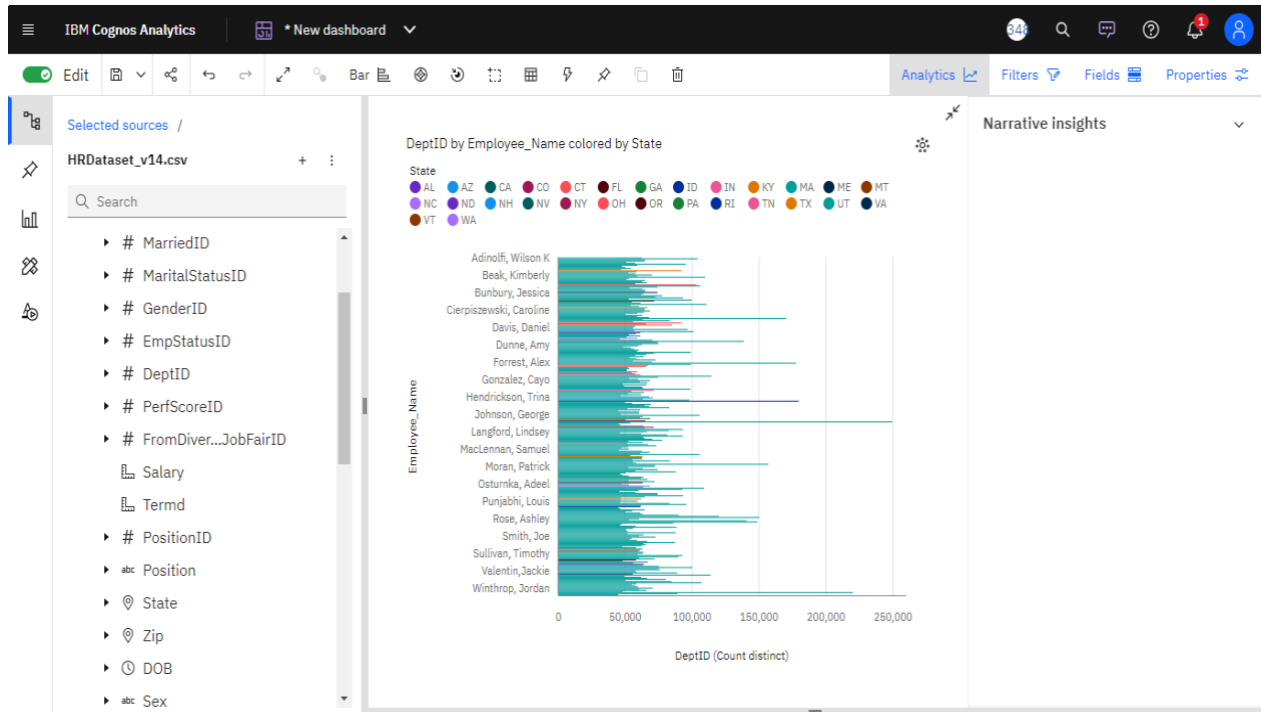 IBM Cognos Analytics
* New dashboard
348
1
Edit
Bar
Analytics
Filters
Fields
Properties
Selected sources /
HRDataset_v14.csv
Search
# MarriedID
# MaritalStatusID
# GenderID
# EmpStatusID
# DeptID
# PerfScoreID
# FromDiver...JobFairID
Salary
Termd
# PositionID
abc Position
State
Zip
DOB
abc Sex
DeptID by Employee_Name colored by State
State
AL AZ CA CO CT FL GA ID IN KY MA ME MT
NC ND NH NV NY OH OR PA RI TN TX UT VA
VT WA
Employee_Name
Adinolfi, Wilson K
Beak, Kimberly
Bunbury, Jessica
Cierpiszewski, Caroline
Davis, Daniel
Dunne, Amy
Forrest, Alex
Gonzalez, Cayo
Hendrickson, Trina
Johnson, George
Langford, Lindsey
MacLennan, Samuel
Moran, Patrick
Osturnka, Adeel
Punjabhi, Louis
Rose, Ashley
Smith, Joe
Sullivan, Timothy
Valentin,Jackie
Winthrop, Jordan
0 50,000 100,000 150,000 200,000 250,000
DeptID (Count distinct)
Narrative insights